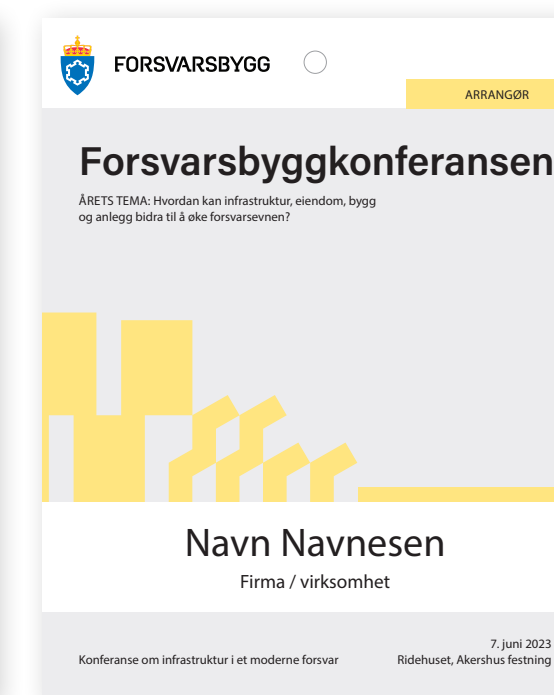 FORSVARSBYGG
ARRANGØR
Forsvarsbyggkonferansen
ÅRETS TEMA: Hvordan kan infrastruktur, eiendom, bygg
og anlegg bidra til å øke forsvarsevnen?
Navn Navnesen
Firma / virksomhet
7. juni 2023
Konferanse om infrastruktur i et moderne forsvar
Ridehuset, Akershus festning